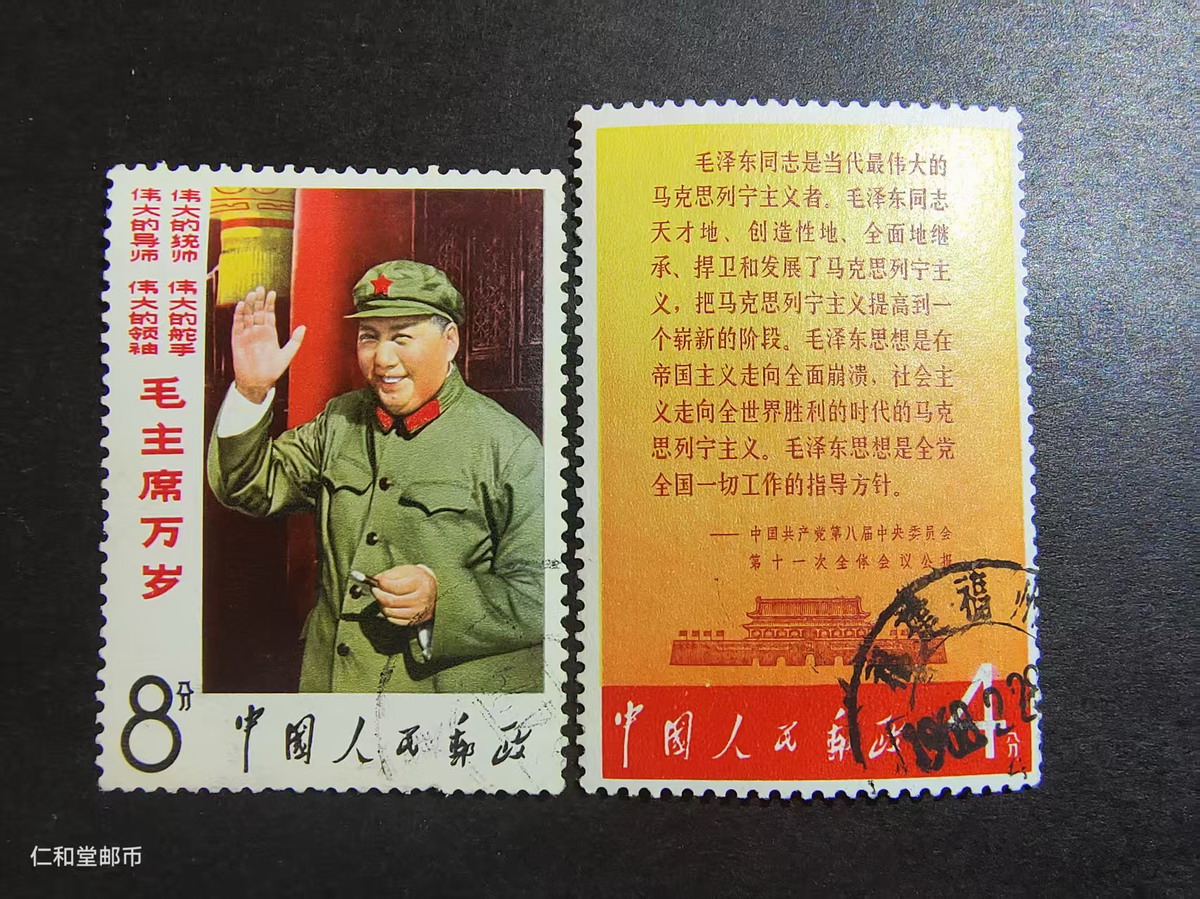 伟大的导师
伟大的统帅
伟大的领袖
伟大的舵手
毛主席万岁
8分
中国人民邮政
毛泽东同志是当代最伟大的
马克思列宁主义者。毛泽东同志
天才地、创造性地、全面地继
承、捍卫和发展了马克思列宁主
义，把马克思列宁主义提高到一
个崭新的阶段。毛泽东思想是在
帝国主义走向全面崩溃，社会主
义走向全世界胜利的时代的马克
思列宁主义。毛泽东思想是全党
全国一切工作的指导方针。
——中国共产党第八届中央委员会
第十一次全体会议公报
福州
1968.2.28
中国人民邮政
4分
仁和堂邮币